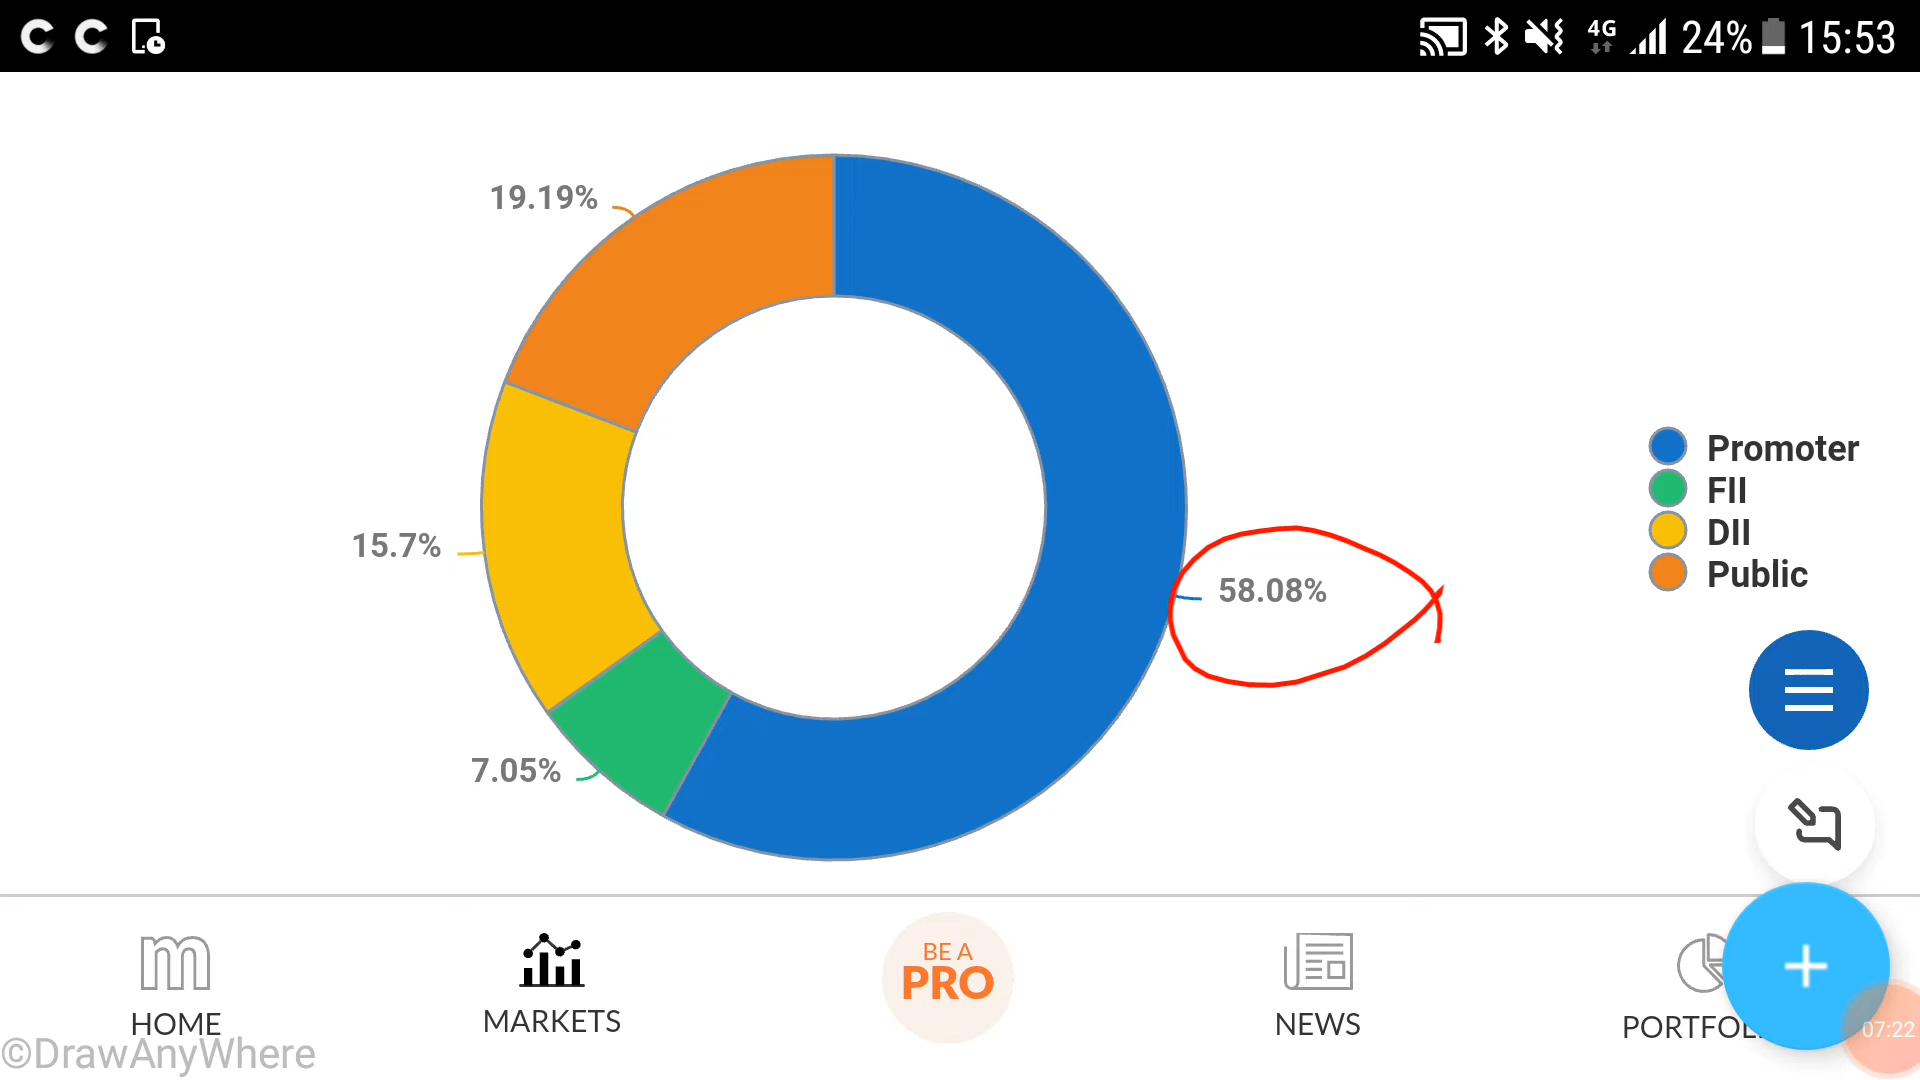 4G 24% 15:53
19.19%
15.7%
7.05%
58.08%
Promoter
FII
DII
Public
HOME
MARKETS
BE A
PRO
NEWS
PORTFOL
07:22
©DrawAnyWhere